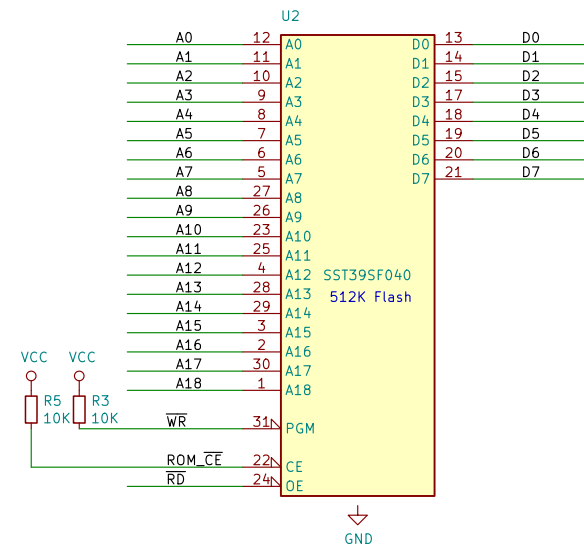 U2
A0 12 A0 D0 13 D0
A1 11 A1 D1 14 D1
A2 10 A2 D2 15 D2
A3 9 A3 D3 17 D3
A4 8 A4 D4 18 D4
A5 7 A5 D5 19 D5
A6 6 A6 D6 20 D6
A7 5 A7 D7 21 D7
A8 27 A8
A9 26 A9
A10 23 A10
A11 25 A11
A12 4 A12 SST39SF040
A13 28 A13 512K Flash
A14 29 A14
A15 3 A15
A16 2 A16
VCC VCC
A17 30 A17
A18 1 A18
R5 R3
10K 10K
WR 31 PGM
ROM_CE 22 CE
RD 24 OE
GND